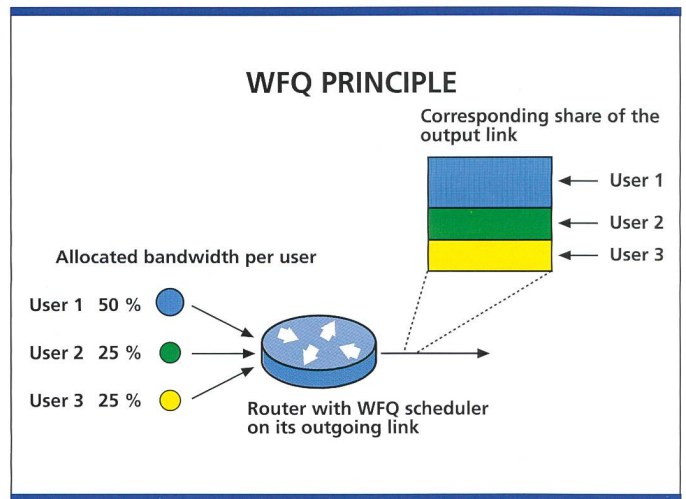 WFQ PRINCIPLE
Corresponding share of the
output link
User 1
User 2
User 3
Allocated bandwidth per user
User 1 50 %
User 2 25 %
User 3 25 %
Router with WFQ scheduler
on its outgoing link